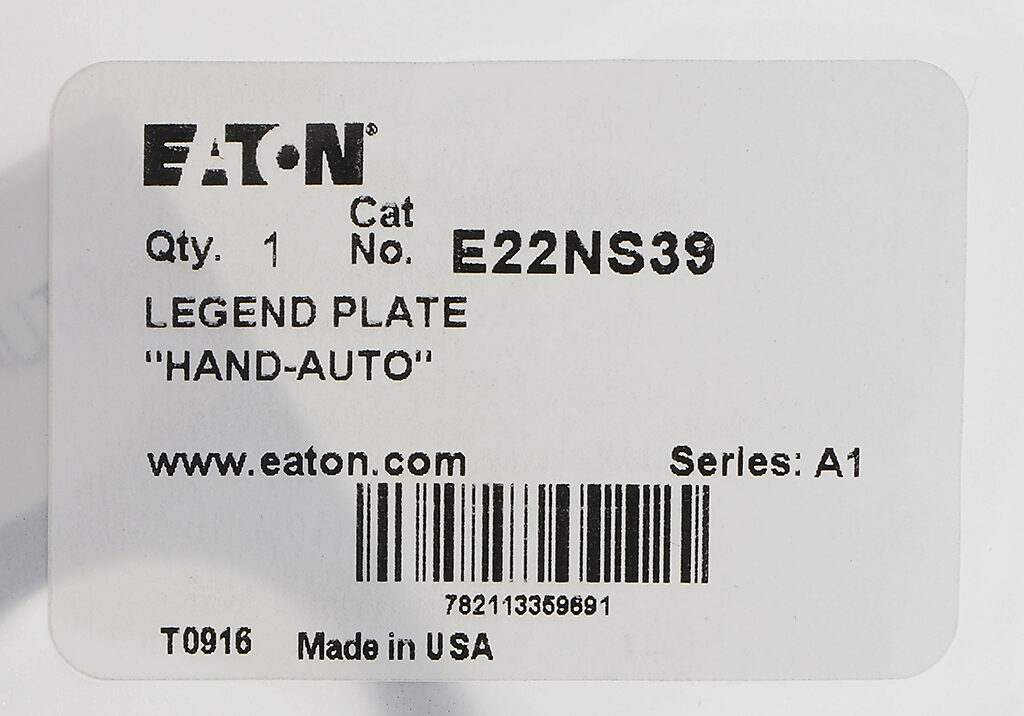 EATON®
Qty. 1 Cat No. E22NS39
LEGEND PLATE
"HAND-AUTO"
www.eaton.com Series: A1
782113359691
T0916 Made in USA